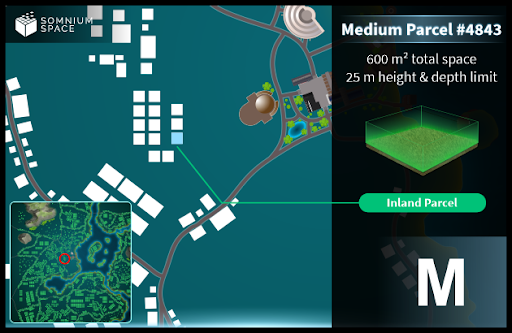 SOMNIUM
SPACE
Medium Parcel #4843
600 m² total space
25 m height & depth limit
Inland Parcel
M